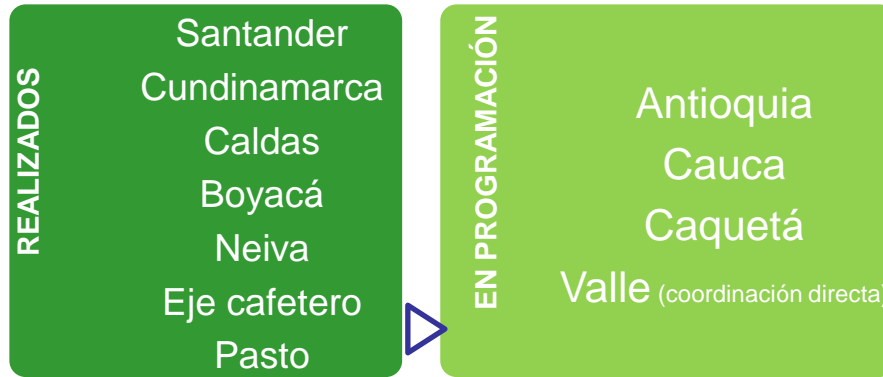 REALIZADOS
Santander
Cundinamarca
Caldas
Boyacá
Neiva
Eje cafetero
Pasto
EN PROGRAMACIÓN
Antioquia
Cauca
Caquetá
Valle (coordinación directa)